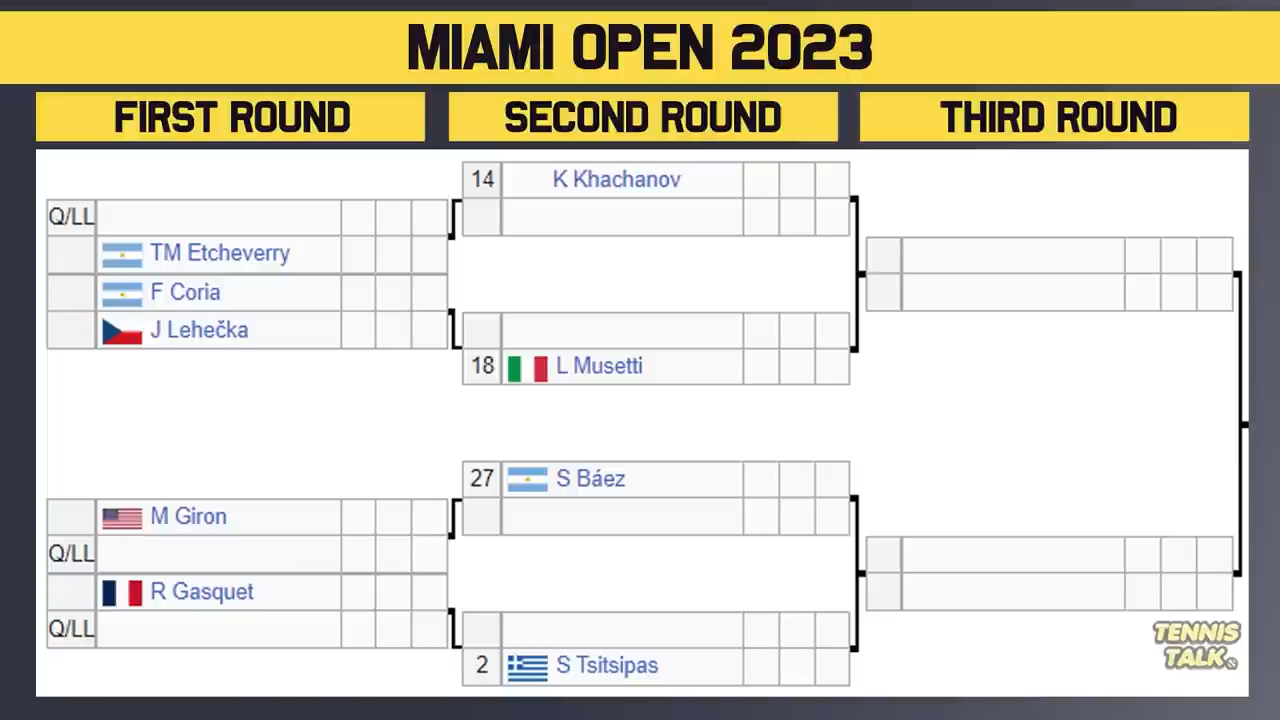 MIAMI OPEN 2023
FIRST ROUND
SECOND ROUND
THIRD ROUND
14 K Khachanov
Q/LL
TM Etcheverry
F Coria
J Lehečka
18 L Musetti
27 S Báez
M Giron
Q/LL
R Gasquet
Q/LL
2 S Tsitsipas
TENNIS
TALK